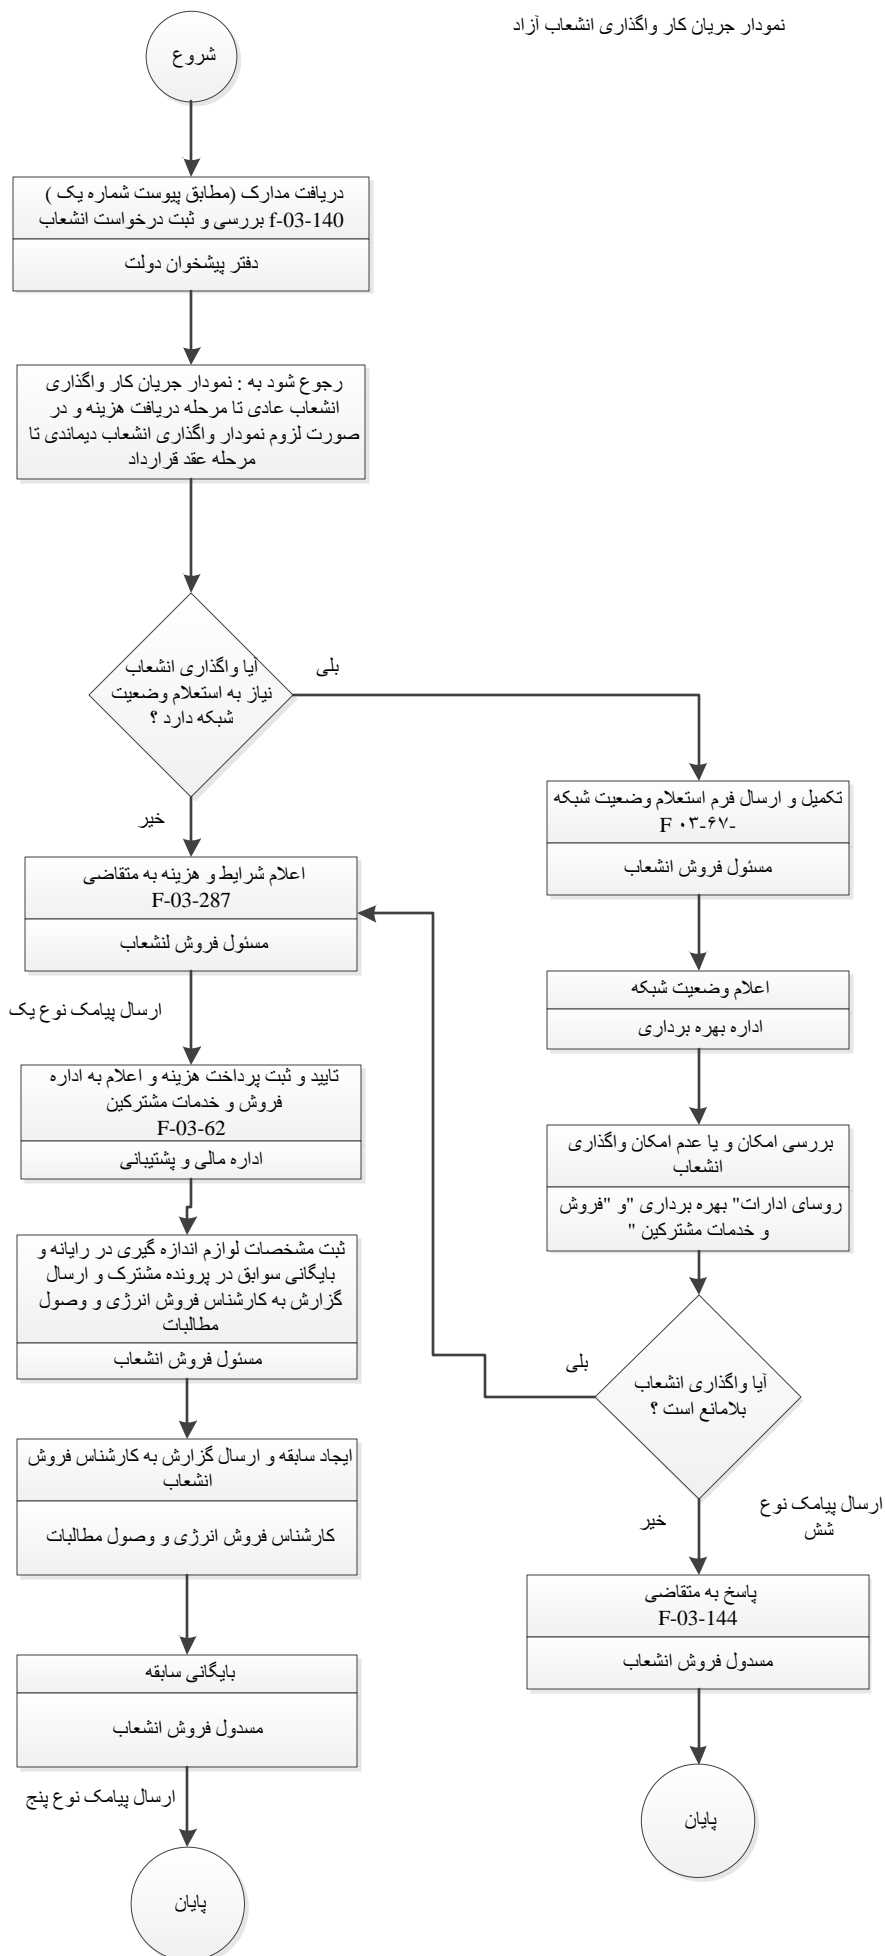 نمودار جریان کار واگذاری انشعاب آزاد
شروع
دریافت مدارک (مطابق پیوست شماره یک )
f-03-140 بررسی و ثبت درخواست انشعاب
دفتر پیشخوان دولت
رجوع شود به : نمودار جریان کار واگذاری
انشعاب عادی تا مرحله دریافت هزینه و در
صورت لزوم نمودار واگذاری انشعاب دیماندی تا
مرحله عقد قرارداد
آیا واگذاری انشعاب
نیاز به استعلام وضعیت
شبکه دارد ؟
بلی
خیر
تکمیل و ارسال فرم استعلام وضعیت شبکه
F ۰۳-۶۷-
مسئول فروش انشعاب
اعلام وضعیت شبکه
اداره بهره برداری
بررسی امکان و یا عدم امکان واگذاری
انشعاب
روسای ادارات" بهره برداری "و "فروش
و خدمات مشترکین "
آیا واگذاری انشعاب
بلامانع است ؟
بلی
خیر
ارسال پیامک نوع
شش
پاسخ به متقاضی
F-03-144
مسدول فروش انشعاب
پایان
اعلام شرایط و هزینه به متقاضی
F-03-287
مسئول فروش لنشعاب
ارسال پیامک نوع یک
تایید و ثبت پرداخت هزینه و اعلام به اداره
فروش و خدمات مشترکین
F-03-62
اداره مالی و پشتیبانی
ثبت مشخصات لوازم اندازه گیری در رایانه و
بایگانی سوابق در پرونده مشترک و ارسال
گزارش به کارشناس فروش انرژی و وصول
مطالبات
مسئول فروش انشعاب
ایجاد سابقه و ارسال گزارش به کارشناس فروش
انشعاب
کارشناس فروش انرژی و وصول مطالبات
بایگانی سابقه
مسدول فروش انشعاب
ارسال پیامک نوع پنج
پایان